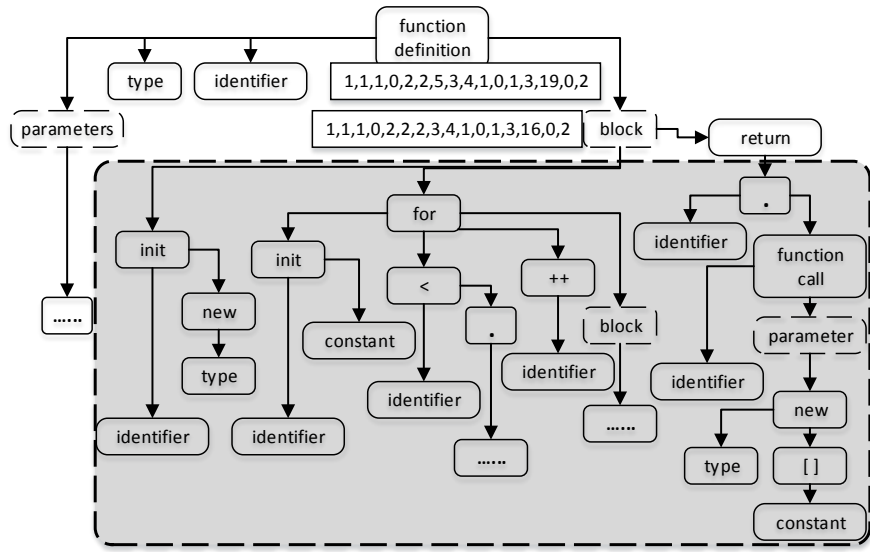 function
definition
type
identifier
1,1,1,0,2,2,5,3,4,1,0,1,3,19,0,2
parameters
1,1,1,0,2,2,2,3,4,1,0,1,3,16,0,2
block
return
.
for
identifier
init
init
function
call
<
++
new
.
block
parameter
......
constant
type
identifier
identifier
identifier
new
identifier
identifier
......
......
type
[ ]
constant